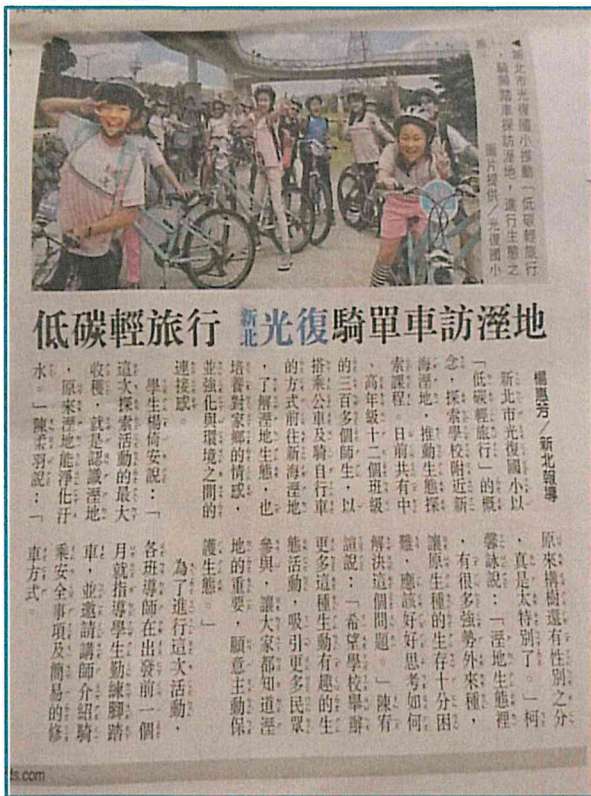 ◀新北市光復國小推動「低碳輕旅行
」,騎腳踏車探訪溼地,進行生態之
旅。
圖片提供/光復國小
低碳輕旅行 新北光復騎單車訪溼地
楊惠芳/新北報導
新北市光復國小以
「低碳輕旅行」的概
念,探索學校附近新
海溼地,推動生態探
索課程,日前共有中
、高年級十二個班級
的三百多個師生,以
搭乘公車及騎自行車
的方式前往新海溼地
,了解溼地生態,也
培養對家鄉的情感,
並強化與環境之間的
連接感。
學生楊倚安說:「
這次探索活動的最大
收穫,就是認識溼地
,原來溼地能淨化汙
水。」陳柔羽說:「
原來構樹還有性別之分
,真是太特別了。」柯
馨詠說:「溼地生態裡
,有很多強勢外來種,
讓原生種的生存十分困
難,應該好好思考如何
解決這個問題。」陳有
諠說:「希望學校舉辦
更多這種生動有趣的生
態活動,吸引更多民眾
參與,讓大家都知道溼
地的重要,願意主動保
護生態。」
為了進行這次活動,
各班導師在出發前一個
月就指導學生勤練腳踏
車,並邀請講師介紹騎
乘安全事項及簡易的修
車方式。
ds.com